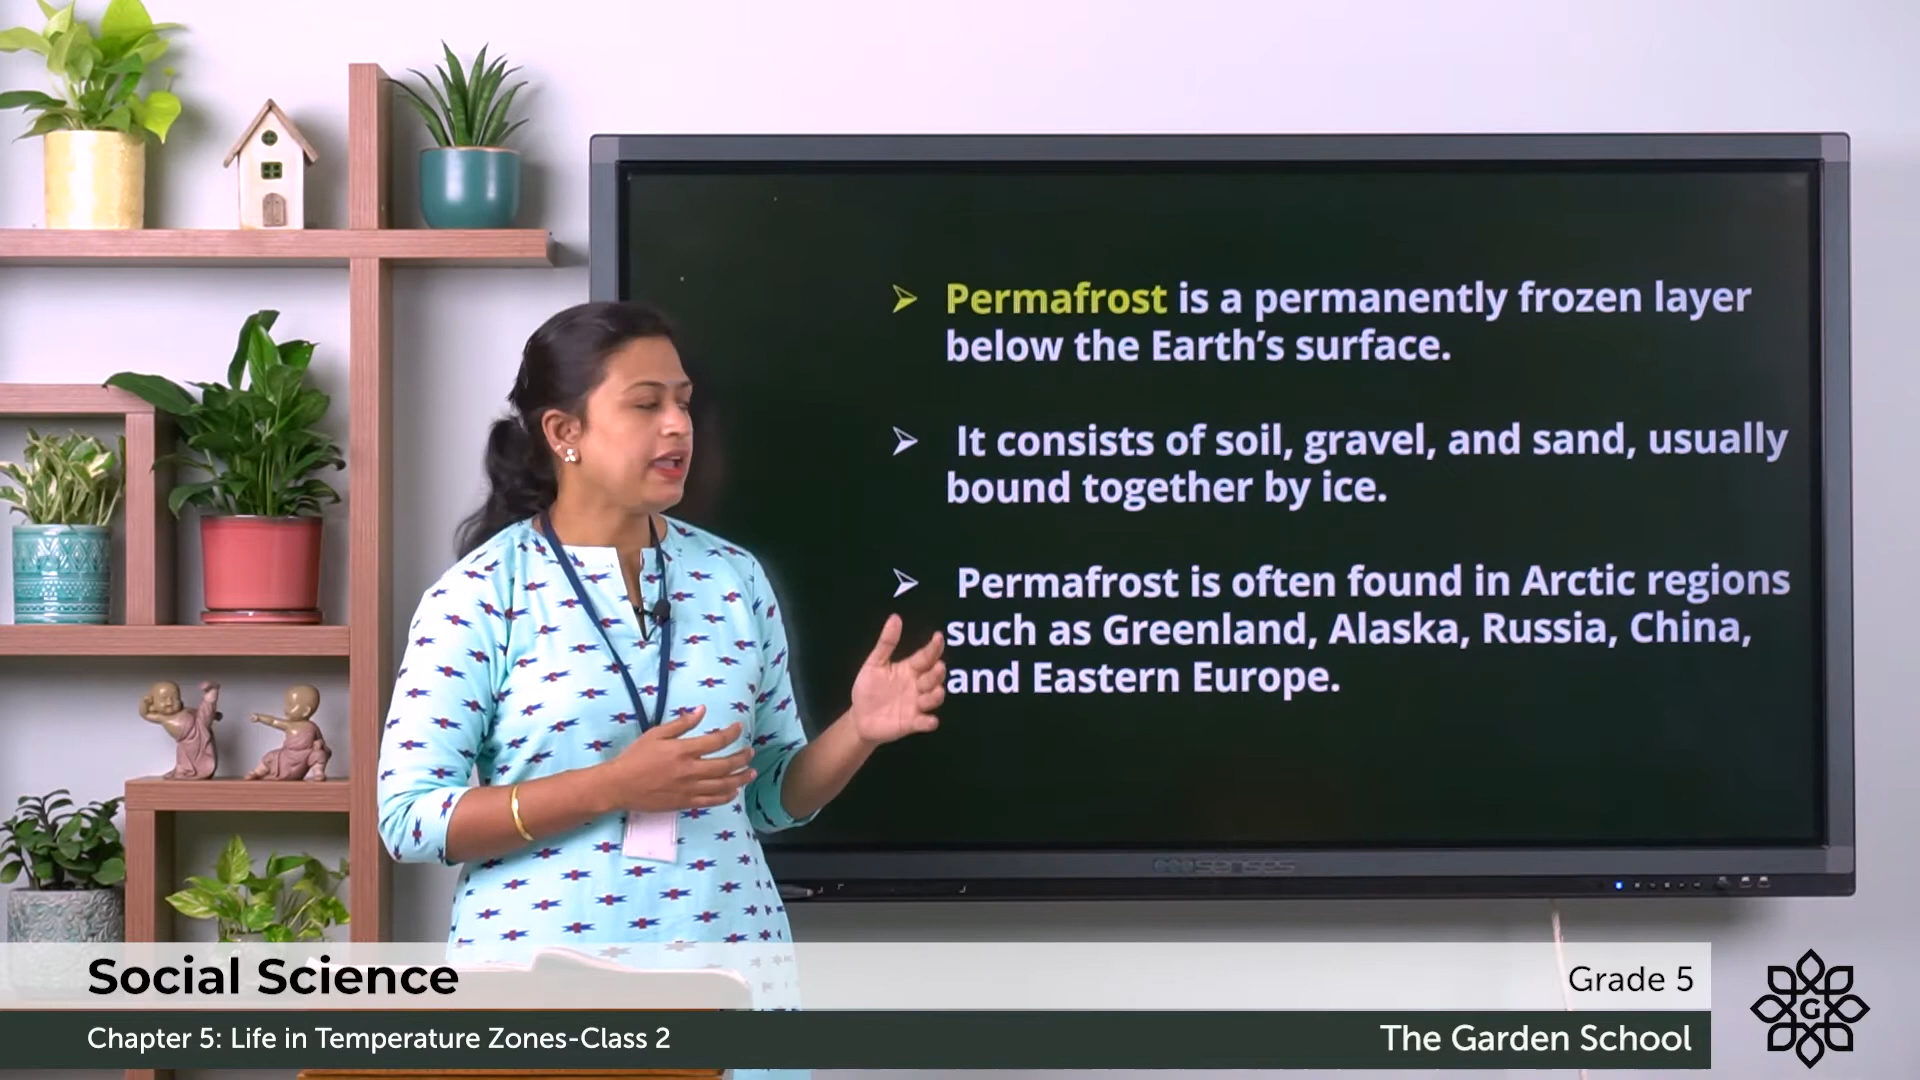 ➢ Permafrost is a permanently frozen layer
below the Earth's surface.
➢ It consists of soil, gravel, and sand, usually
bound together by ice.
➢ Permafrost is often found in Arctic regions
such as Greenland, Alaska, Russia, China,
and Eastern Europe.
senses
Social Science
Grade 5
Chapter 5: Life in Temperature Zones-Class 2
The Garden School
G